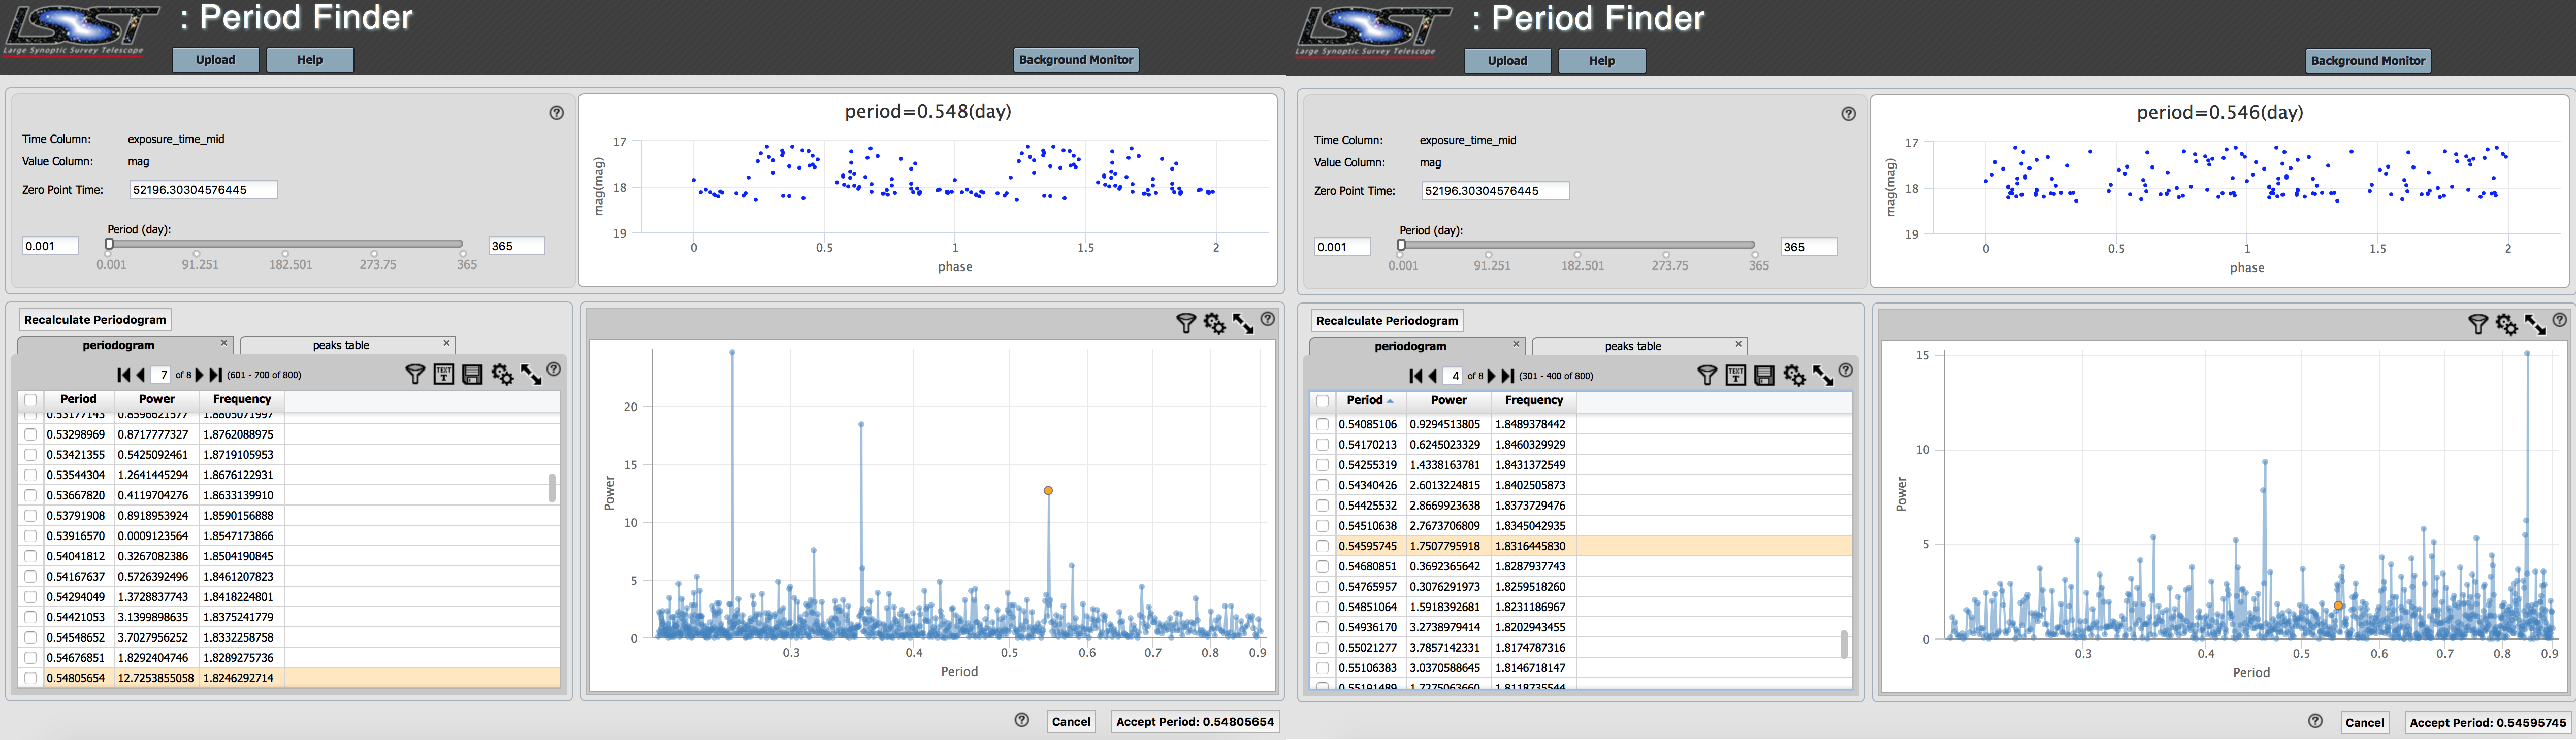 LSST : Period Finder
Large Synoptic Survey Telescope
Upload Help Background Monitor
Time Column: exposure_time_mid
Value Column: mag
Zero Point Time: 52196.30304576445
Period (day):
0.001 365
0.001 91.251 182.501 273.75 365
period=0.548(day)
mag(mag)
17
18
19
0 0.5 1 1.5 2
phase
Recalculate Periodogram
periodogram peaks table
7 of 8 (601 - 700 of 800)
TEXT T
Period Power Frequency
0.53177143 0.8596621577 1.8805071997
0.53298969 0.8717777327 1.8762088975
0.53421355 0.5425092461 1.8719105953
0.53544304 1.2641445294 1.8676122931
0.53667820 0.4119704276 1.8633139910
0.53791908 0.8918953924 1.8590156888
0.53916570 0.0009123564 1.8547173866
0.54041812 0.3267082386 1.8504190845
0.54167637 0.5726392496 1.8461207823
0.54294049 1.3728837743 1.8418224801
0.54421053 3.1399898635 1.8375241779
0.54548652 3.7027956252 1.8332258758
0.54676851 1.8292404746 1.8289275736
0.54805654 12.7253855058 1.8246292714
Power
20
15
10
5
0
0.3 0.4 0.5 0.6 0.7 0.8 0.9
Period
Cancel Accept Period: 0.54805654
LSST : Period Finder
Large Synoptic Survey Telescope
Upload Help Background Monitor
Time Column: exposure_time_mid
Value Column: mag
Zero Point Time: 52196.30304576445
Period (day):
0.001 365
0.001 91.251 182.501 273.75 365
period=0.546(day)
mag(mag)
17
18
19
0 0.5 1 1.5 2
phase
Recalculate Periodogram
periodogram peaks table
4 of 8 (301 - 400 of 800)
TEXT T
Period Power Frequency
0.54085106 0.9294513805 1.8489378442
0.54170213 0.6245023329 1.8460329929
0.54255319 1.4338163781 1.8431372549
0.54340426 2.6013224815 1.8402505873
0.54425532 2.8669923638 1.8373729476
0.54510638 2.7673706809 1.8345042935
0.54595745 1.7507795918 1.8316445830
0.54680851 0.3692365642 1.8287937743
0.54765957 0.3076291973 1.8259518260
0.54851064 1.5918392681 1.8231186967
0.54936170 3.2738979414 1.8202943455
0.55021277 3.7857142331 1.8174787316
0.55106383 3.0370588645 1.8146718147
0.55191489 1.7275063660 1.8118735544
Power
15
10
5
0
0.3 0.4 0.5 0.6 0.7 0.8 0.9
Period
Cancel Accept Period: 0.54595745